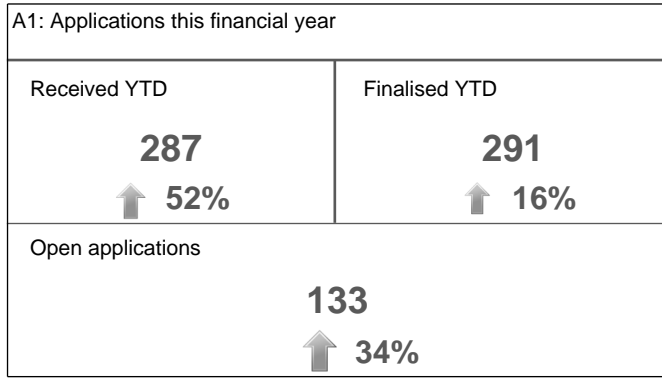 A1: Applications this financial year
Received YTD
287
52%
Finalised YTD
291
16%
Open applications
133
34%